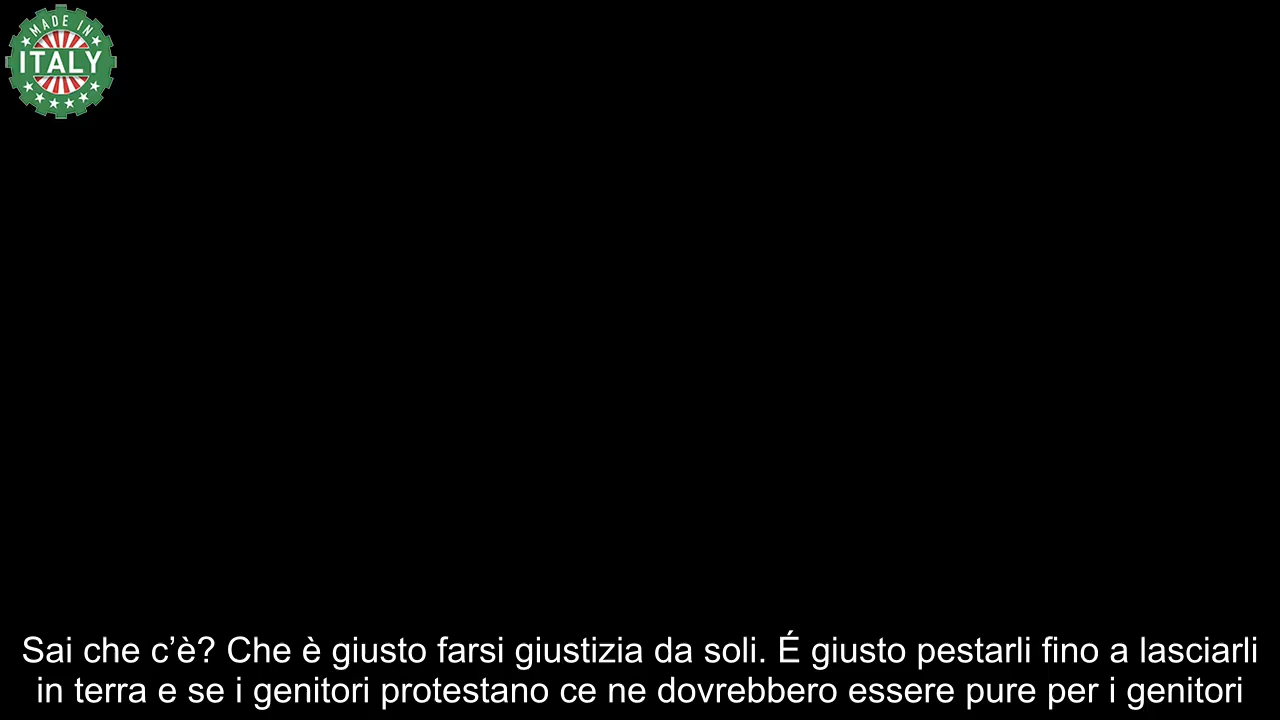 MADE IN
ITALY
Sai che c’è? Che è giusto farsi giustizia da soli. É giusto pestarli fino a lasciarli
in terra e se i genitori protestano ce ne dovrebbero essere pure per i genitori